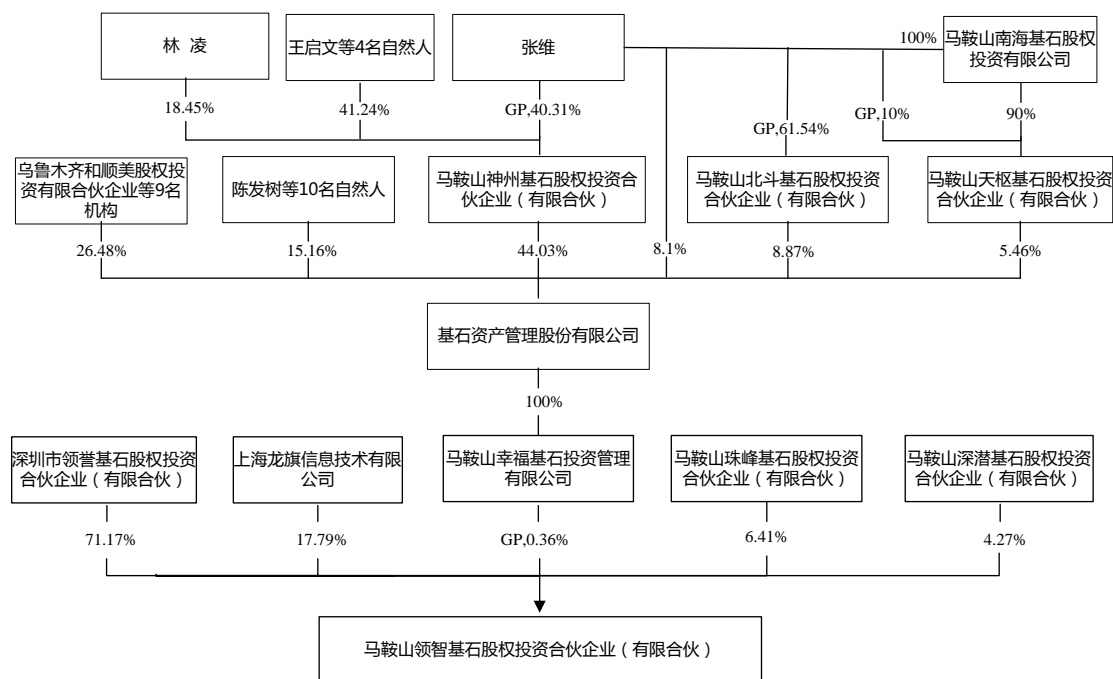 林 凌
王启文等4名自然人
张维
100%
马鞍山南海基石股权
投资有限公司
18.45%
41.24%
GP,40.31%
GP,61.54%
GP,10%
90%
乌鲁木齐和顺美股权投
资有限合伙企业等9名
机构
陈发树等10名自然人
马鞍山神州基石股权投资合
伙企业（有限合伙）
马鞍山北斗基石股权投资
合伙企业（有限合伙）
马鞍山天枢基石股权投资
合伙企业（有限合伙）
26.48%
15.16%
44.03%
8.1%
8.87%
5.46%
基石资产管理股份有限公司
100%
深圳市领誉基石股权投资
合伙企业（有限合伙）
上海龙旗信息技术有限
公司
马鞍山幸福基石投资管理
有限公司
马鞍山珠峰基石股权投资
合伙企业（有限合伙）
马鞍山深潜基石股权投资
合伙企业（有限合伙）
71.17%
17.79%
GP,0.36%
6.41%
4.27%
马鞍山领智基石股权投资合伙企业（有限合伙）